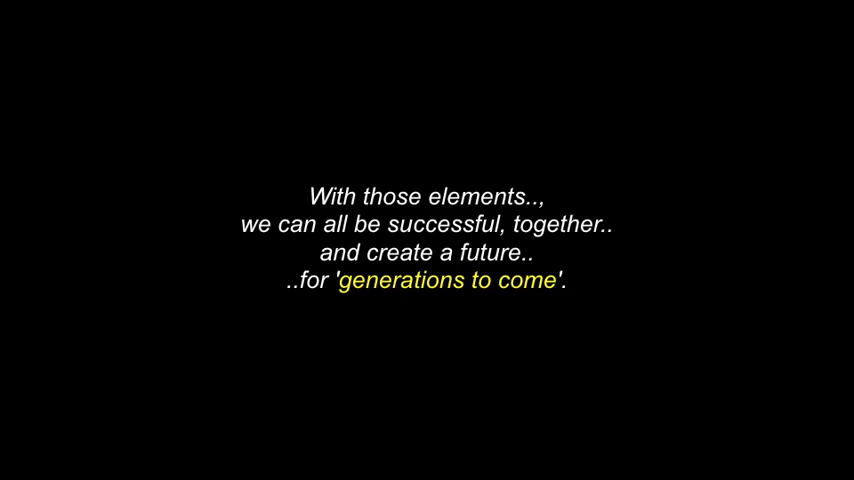 With those elements..,
we can all be successful, together..
and create a future..
..for 'generations to come'.